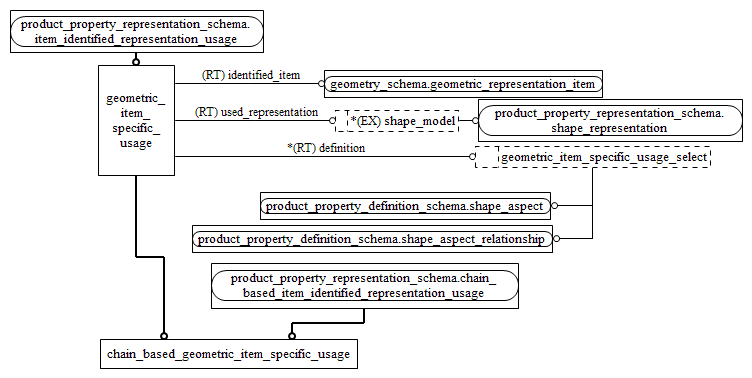 product_property_representation_schema.
item_identified_representation_usage
geometric_
item_
specific_
usage
(RT) identified_item
geometry_schema.geometric_representation_item
(RT) used_representation
*(EX) shape_model
product_property_representation_schema.
shape_representation
*(RT) definition
geometric_item_specific_usage_select
product_property_definition_schema.shape_aspect
product_property_definition_schema.shape_aspect_relationship
product_property_representation_schema.chain_
based_item_identified_representation_usage
chain_based_geometric_item_specific_usage